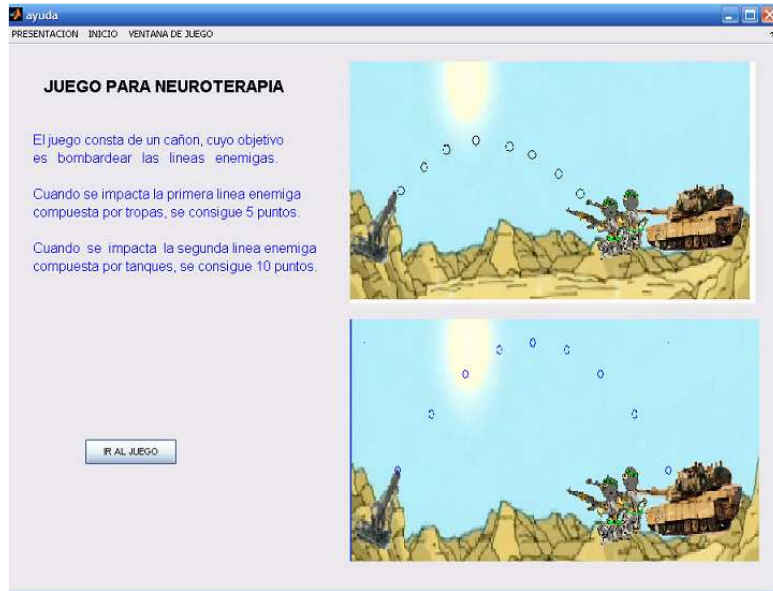 ayuda
PRESENTACION INICIO VENTANA DE JUEGO
JUEGO PARA NEUROTERAPIA
El juego consta de un cañon, cuyo objetivo
es bombardear las lineas enemigas.
Cuando se impacta la primera linea enemiga
compuesta por tropas, se consigue 5 puntos.
Cuando se impacta la segunda linea enemiga
compuesta por tanques, se consigue 10 puntos.
IR AL JUEGO